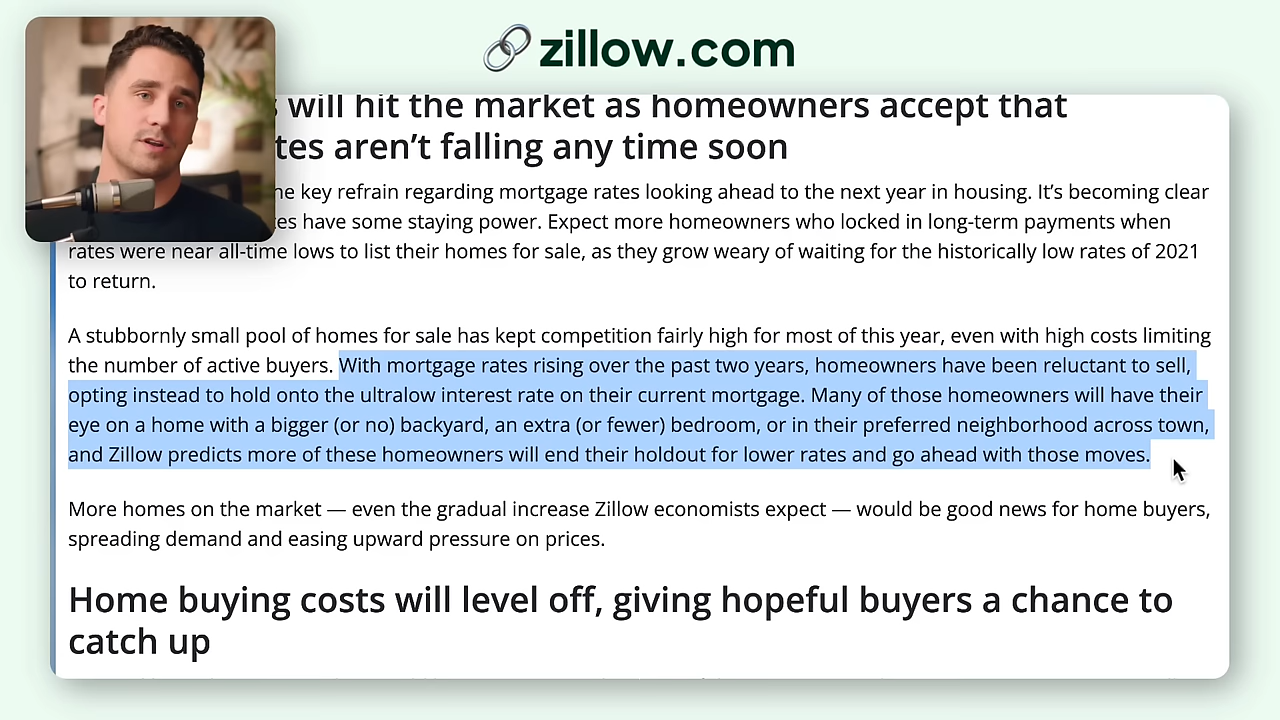 zillow.com
will hit the market as homeowners accept that
aren’t falling any time soon
key refrain regarding mortgage rates looking ahead to the next year in housing. It’s becoming clear
have some staying power. Expect more homeowners who locked in long-term payments when
rates were near all-time lows to list their homes for sale, as they grow weary of waiting for the historically low rates of 2021
to return.
A stubbornly small pool of homes for sale has kept competition fairly high for most of this year, even with high costs limiting
the number of active buyers. With mortgage rates rising over the past two years, homeowners have been reluctant to sell,
opting instead to hold onto the ultralow interest rate on their current mortgage. Many of those homeowners will have their
eye on a home with a bigger (or no) backyard, an extra (or fewer) bedroom, or in their preferred neighborhood across town,
and Zillow predicts more of these homeowners will end their holdout for lower rates and go ahead with those moves.
More homes on the market — even the gradual increase Zillow economists expect — would be good news for home buyers,
spreading demand and easing upward pressure on prices.
Home buying costs will level off, giving hopeful buyers a chance to
catch up